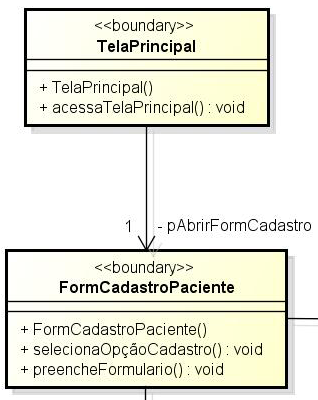 <<boundary>>
TelaPrincipal
+ TelaPrincipal()
+ acessaTelaPrincipal() : void
1 - pAbrirFormCadastro
<<boundary>>
FormCadastroPaciente
+ FormCadastroPaciente()
+ selecionaOpçãoCadastro() : void
+ preencheFormulario() : void